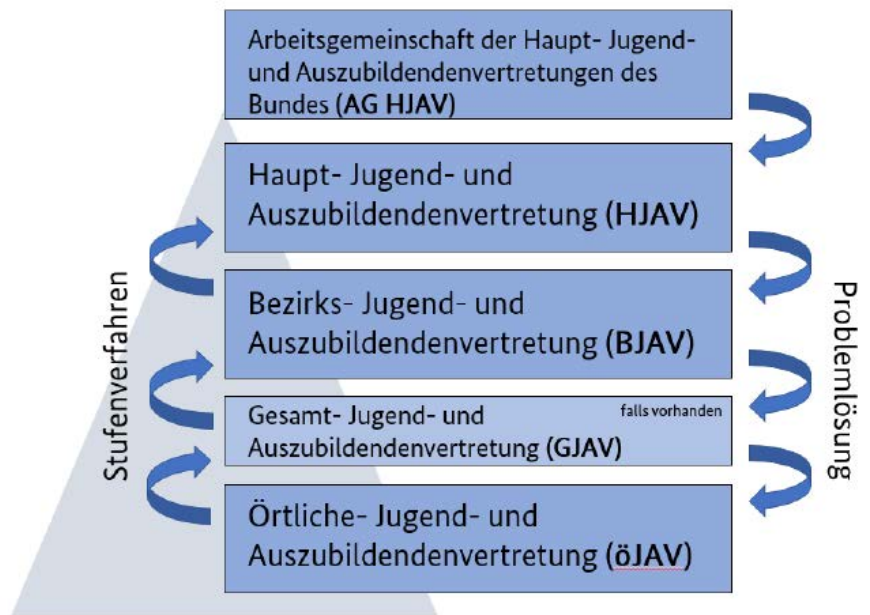 Arbeitsgemeinschaft der Haupt- Jugend-
und Auszubildendenvertretungen des
Bundes (AG HJAV)
Haupt- Jugend- und
Auszubildendenvertretung (HJAV)
Bezirks- Jugend- und
Auszubildendenvertretung (BJAV)
Gesamt- Jugend- und
falls vorhanden
Auszubildendenvertretung (GJAV)
Örtliche- Jugend- und
Auszubildendenvertretung (öJAV)
Stufenverfahren
Problemlösung